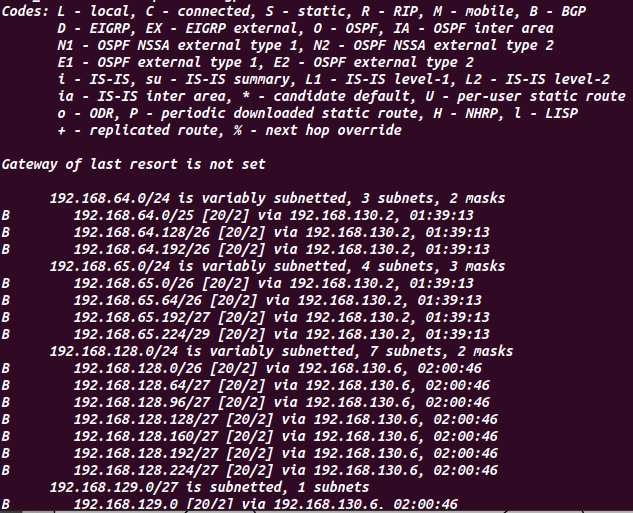 Codes: L - local, C - connected, S - static, R - RIP, M - mobile, B - BGP
D - EIGRP, EX - EIGRP external, O - OSPF, IA - OSPF inter area
N1 - OSPF NSSA external type 1, N2 - OSPF NSSA external type 2
E1 - OSPF external type 1, E2 - OSPF external type 2
i - IS-IS, su - IS-IS summary, L1 - IS-IS level-1, L2 - IS-IS level-2
ia - IS-IS inter area, * - candidate default, U - per-user static route
o - ODR, P - periodic downloaded static route, H - NHRP, l - LISP
+ - replicated route, % - next hop override
Gateway of last resort is not set
192.168.64.0/24 is variably subnetted, 3 subnets, 2 masks
B 192.168.64.0/25 [20/2] via 192.168.130.2, 01:39:13
B 192.168.64.128/26 [20/2] via 192.168.130.2, 01:39:13
B 192.168.64.192/26 [20/2] via 192.168.130.2, 01:39:13
192.168.65.0/24 is variably subnetted, 4 subnets, 3 masks
B 192.168.65.0/26 [20/2] via 192.168.130.2, 01:39:13
B 192.168.65.64/26 [20/2] via 192.168.130.2, 01:39:13
B 192.168.65.192/27 [20/2] via 192.168.130.2, 01:39:13
B 192.168.65.224/29 [20/2] via 192.168.130.2, 01:39:13
192.168.128.0/24 is variably subnetted, 7 subnets, 2 masks
B 192.168.128.0/26 [20/2] via 192.168.130.6, 02:00:46
B 192.168.128.64/27 [20/2] via 192.168.130.6, 02:00:46
B 192.168.128.96/27 [20/2] via 192.168.130.6, 02:00:46
B 192.168.128.128/27 [20/2] via 192.168.130.6, 02:00:46
B 192.168.128.160/27 [20/2] via 192.168.130.6, 02:00:46
B 192.168.128.192/27 [20/2] via 192.168.130.6, 02:00:46
B 192.168.128.224/27 [20/2] via 192.168.130.6, 02:00:46
192.168.129.0/27 is subnetted, 1 subnets
B 192.168.129.0 [20/2] via 192.168.130.6, 02:00:46